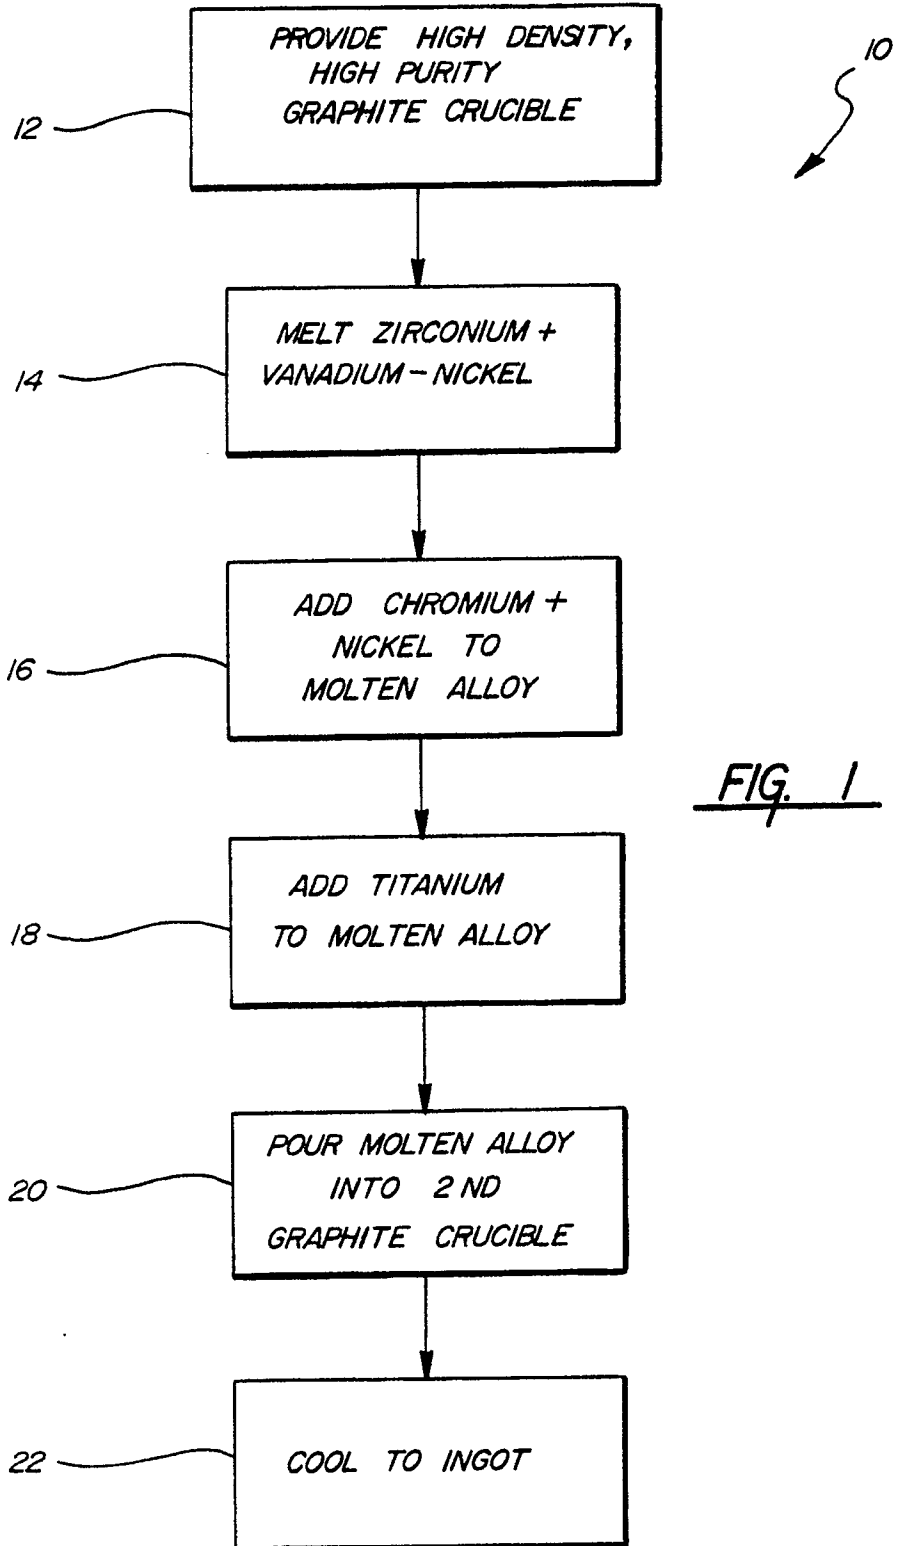 PROVIDE HIGH DENSITY,
HIGH PURITY
GRAPHITE CRUCIBLE
10
12
MELT ZIRCONIUM +
VANADIUM - NICKEL
14
ADD CHROMIUM +
NICKEL TO
MOLTEN ALLOY
16
FIG. 1
ADD TITANIUM
TO MOLTEN ALLOY
18
POUR MOLTEN ALLOY
INTO 2ND
GRAPHITE CRUCIBLE
20
COOL TO INGOT
22